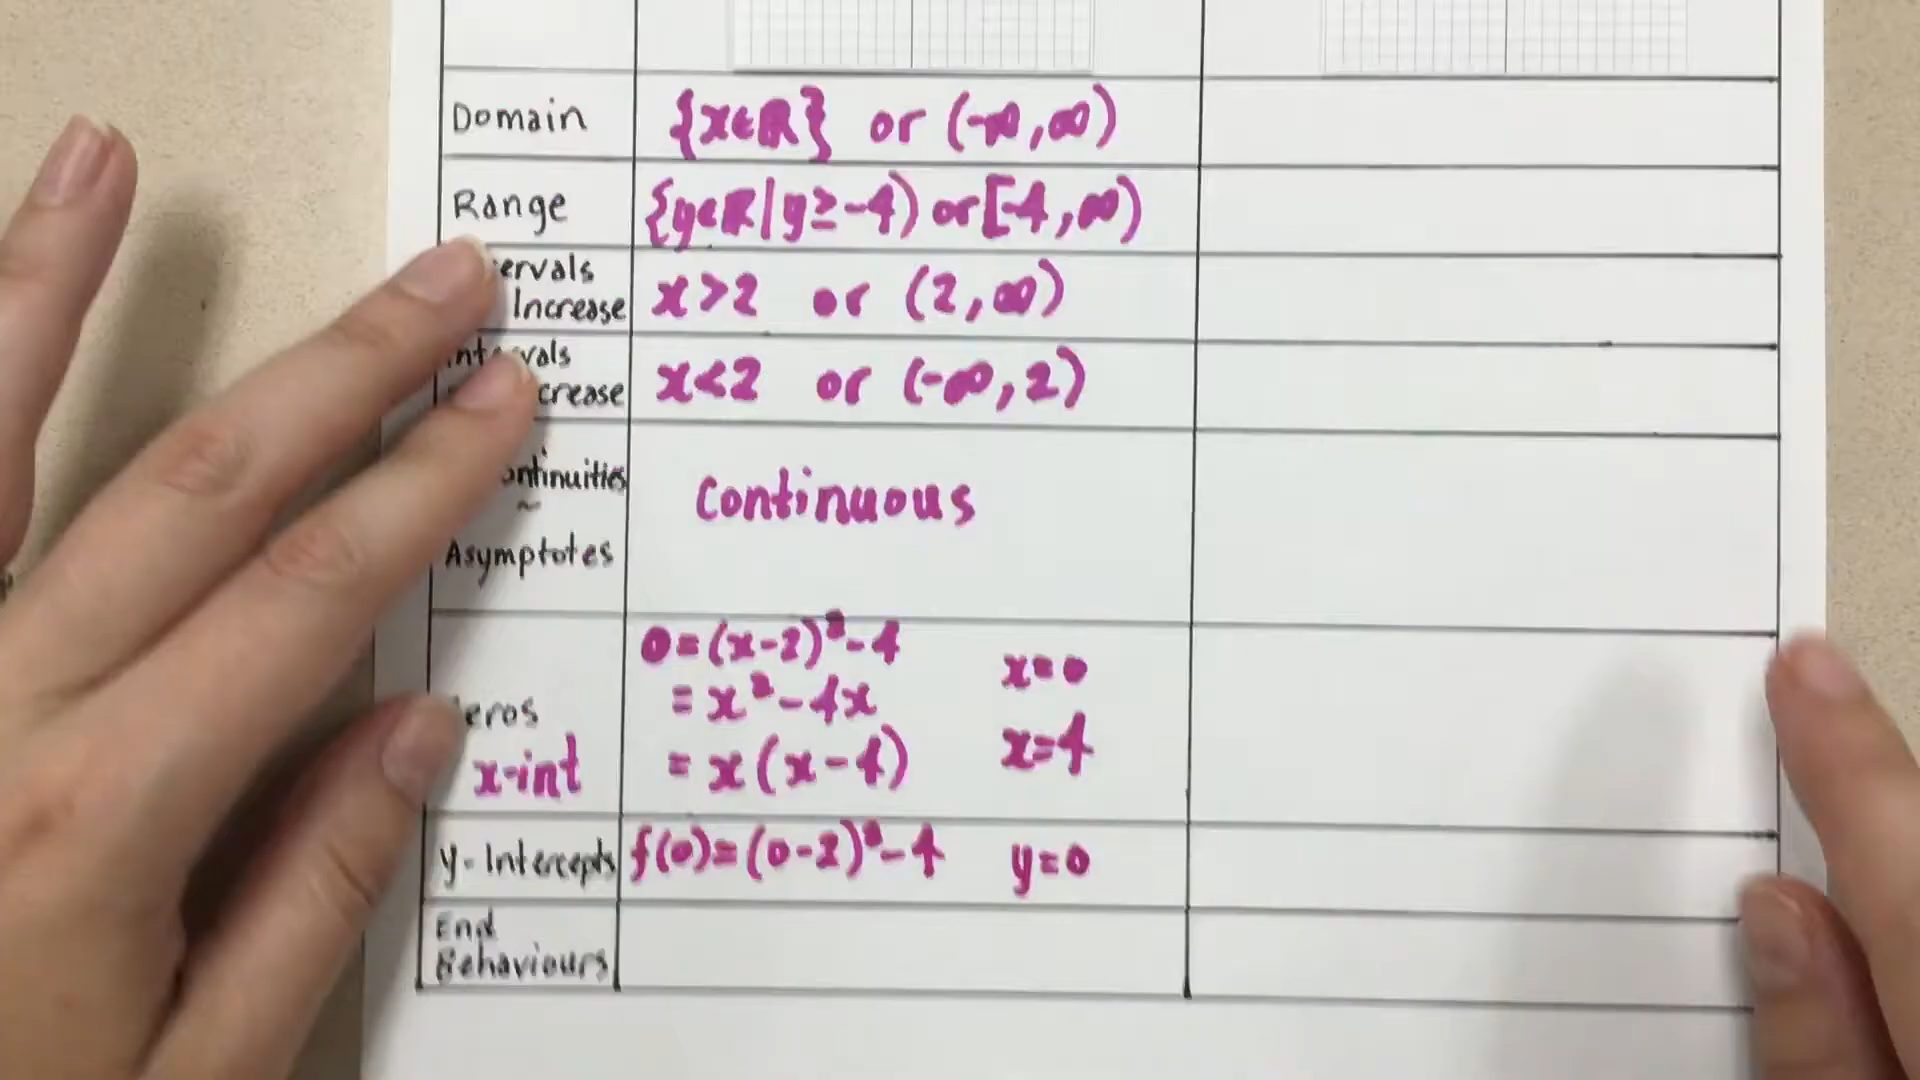 Domain {x∈ℝ} or (-∞,∞)
Range {y∈ℝ|y≥-4) or [-4,∞)
ervals
Increase x>2 or (2,∞)
vals
crease x<2 or (-∞,2)
ontinuities
~
Asymptotes
continuous
0=(x-2)²-4
=x²-4x
=x(x-4)
x=0
x=4
eros
x-int
y-Intercepts f(0)=(0-2)²-4 y=0
End
Behaviours